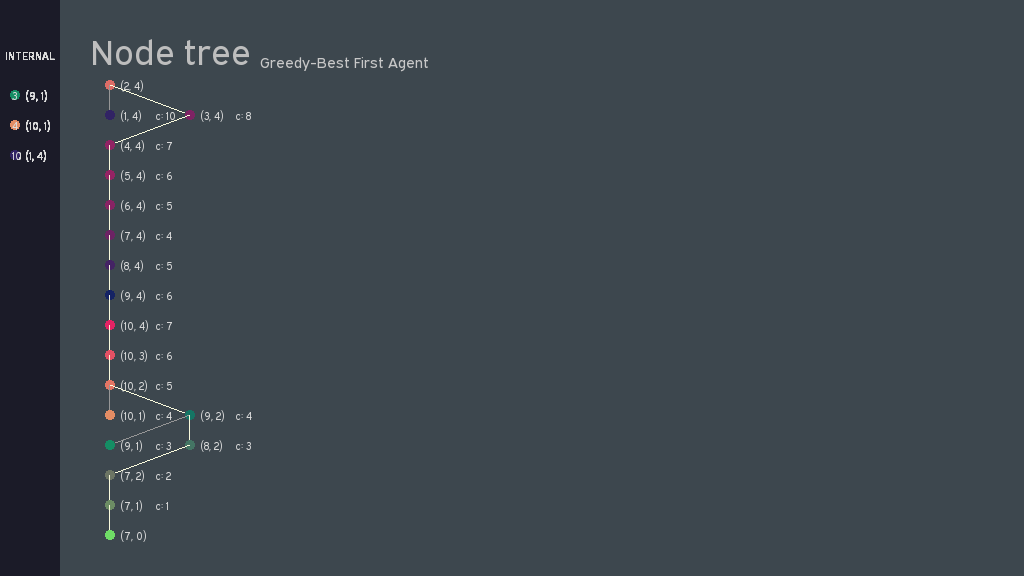 INTERNAL
3 (9, 1)
4 (10, 1)
10 (1, 4)
Node tree
Greedy-Best First Agent
(2, 4)
(1, 4) c: 10 (3, 4) c: 8
(4, 4) c: 7
(5, 4) c: 6
(6, 4) c: 5
(7, 4) c: 4
(8, 4) c: 5
(9, 4) c: 6
(10, 4) c: 7
(10, 3) c: 6
(10, 2) c: 5
(10, 1) c: 4 (9, 2) c: 4
(9, 1) c: 3 (8, 2) c: 3
(7, 2) c: 2
(7, 1) c: 1
(7, 0)